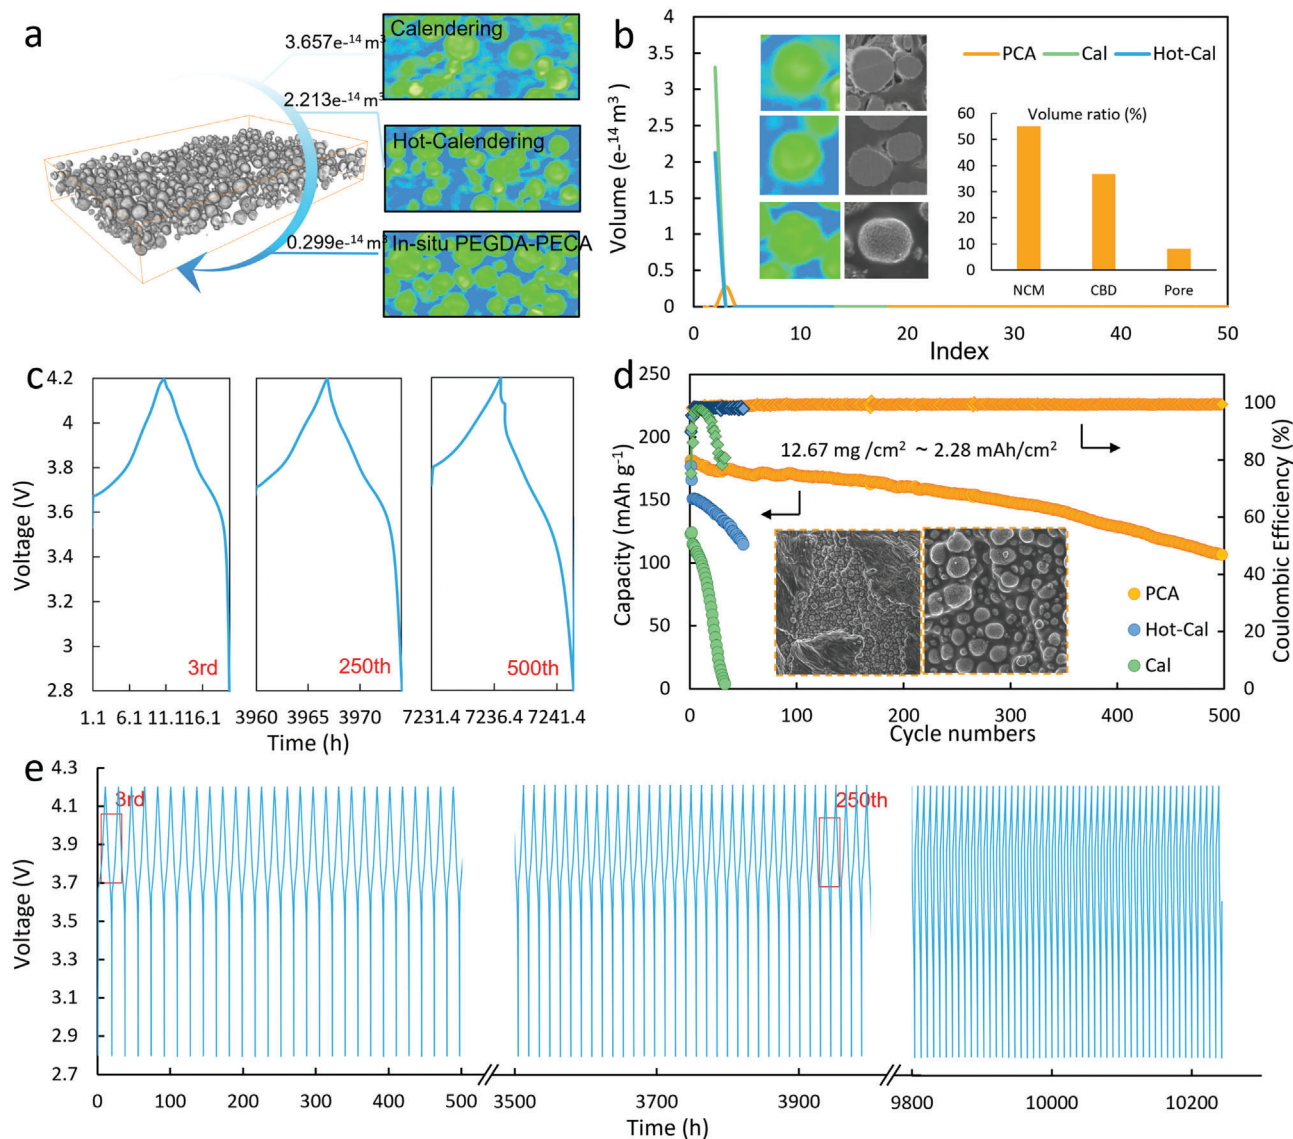 a
3.657e-¹⁴ m³
Calendering
2.213e-¹⁴ m³
Hot-Calendering
0.299e-¹⁴ m³
In-situ PEGDA-PECA
b
PCA
Cal
Hot-Cal
Volume (e-¹⁴ m³)
4
3.5
3
2.5
2
1.5
1
0.5
0
0
10
20
30
40
50
Index
Volume ratio (%)
60
50
40
30
20
10
0
NCM
CBD
Pore
c
Voltage (V)
4.2
4
3.8
3.6
3.4
3.2
3
2.8
3rd
250th
500th
1.1
6.1
11.1
16.1
3960
3965
3970
7231.4
7236.4
7241.4
Time (h)
d
Capacity (mAh g⁻¹)
250
200
150
100
50
0
12.67 mg /cm² ~ 2.28 mAh/cm²
PCA
Hot-Cal
Cal
100
80
60
40
20
0
Coulombic Efficiency (%)
0
100
200
300
400
500
Cycle numbers
e
Voltage (V)
4.3
4.1
3.9
3.7
3.5
3.3
3.1
2.9
2.7
3rd
250th
0
100
200
300
400
500
3500
3700
3900
9800
10000
10200
Time (h)